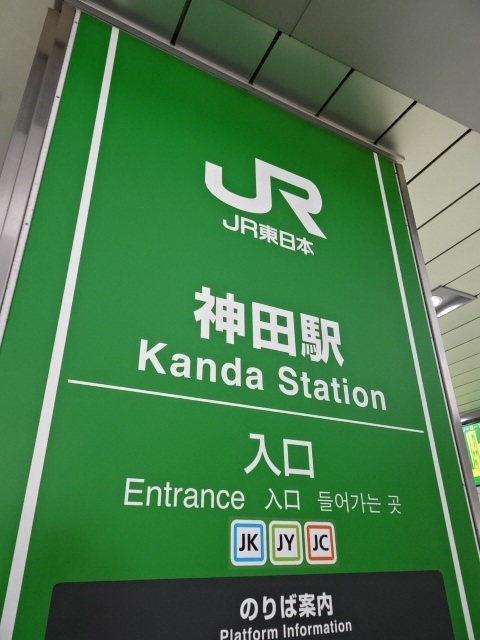 JR
JR東日本
神田駅
Kanda Station
入口
Entrance 入口 들어가는 곳
JK JY JC
のりば案内
Platform Information